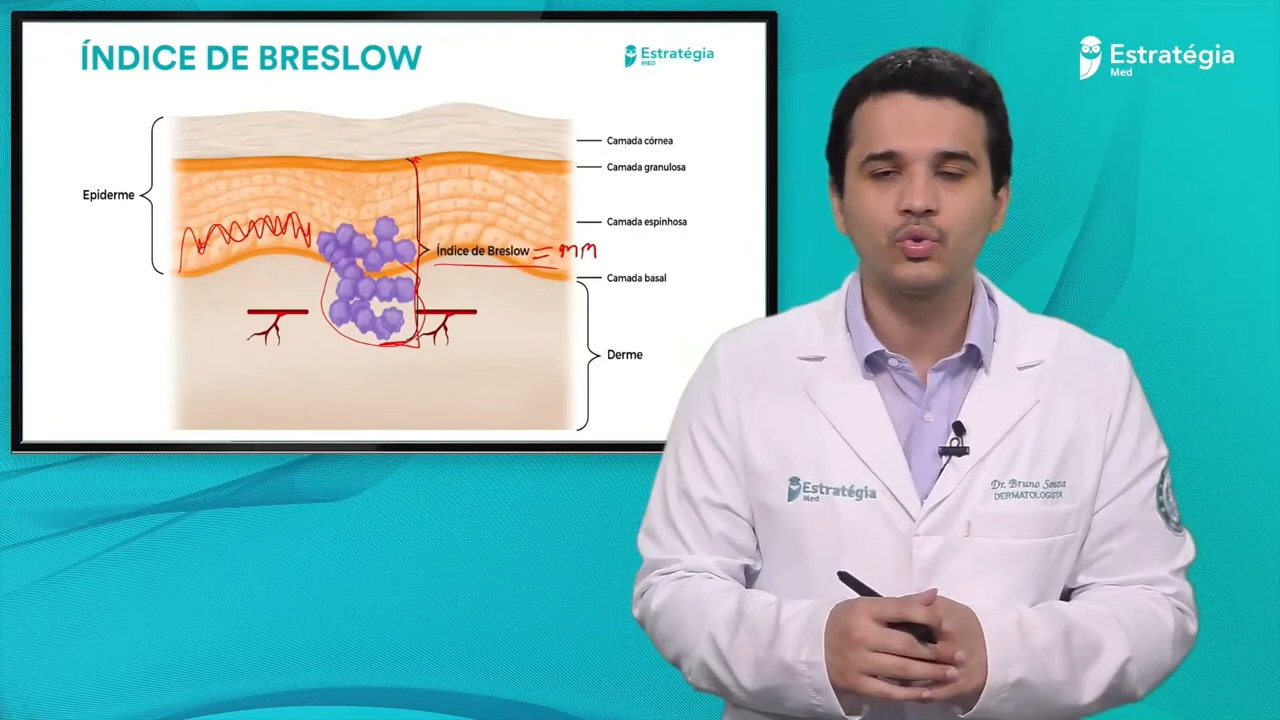 ÍNDICE DE BRESLOW
Estratégia
MED
Estratégia
Med
Camada córnea
Camada granulosa
Epiderme
Camada espinhosa
Índice de Breslow = MM
Camada basal
Derme
Estratégia
Med
Dr. Bruno Souza
DERMATOLOGISTA